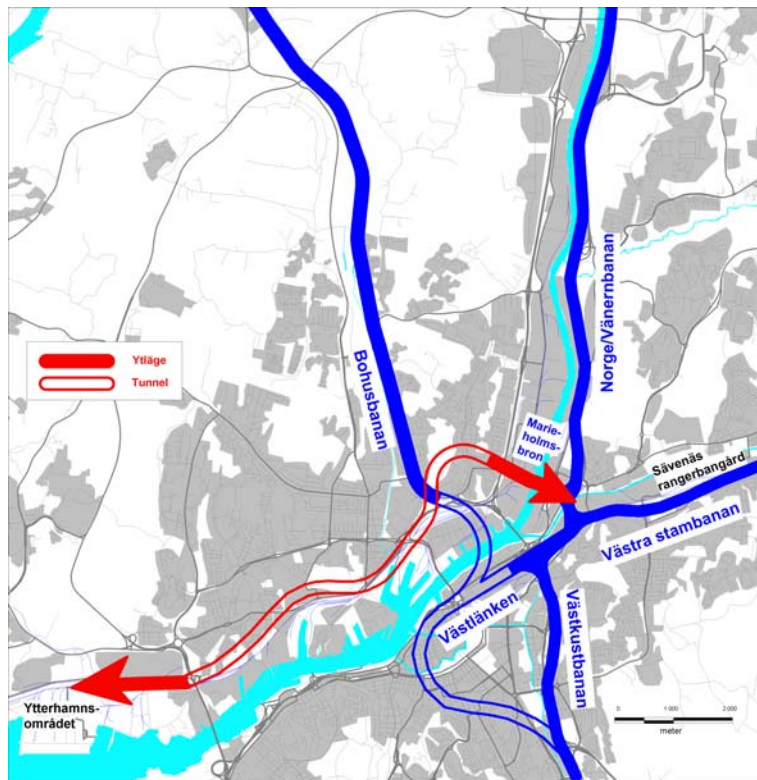 Norge/Vänernbanan
Bohusbanan
Ytläge
Tunnel
Marie-
holms-
bron
Sävenäs
rangerbangård
Västra stambanan
Västlänken
Västkustbanan
Ytterhamns-
området
0 1 000 2 000
meter